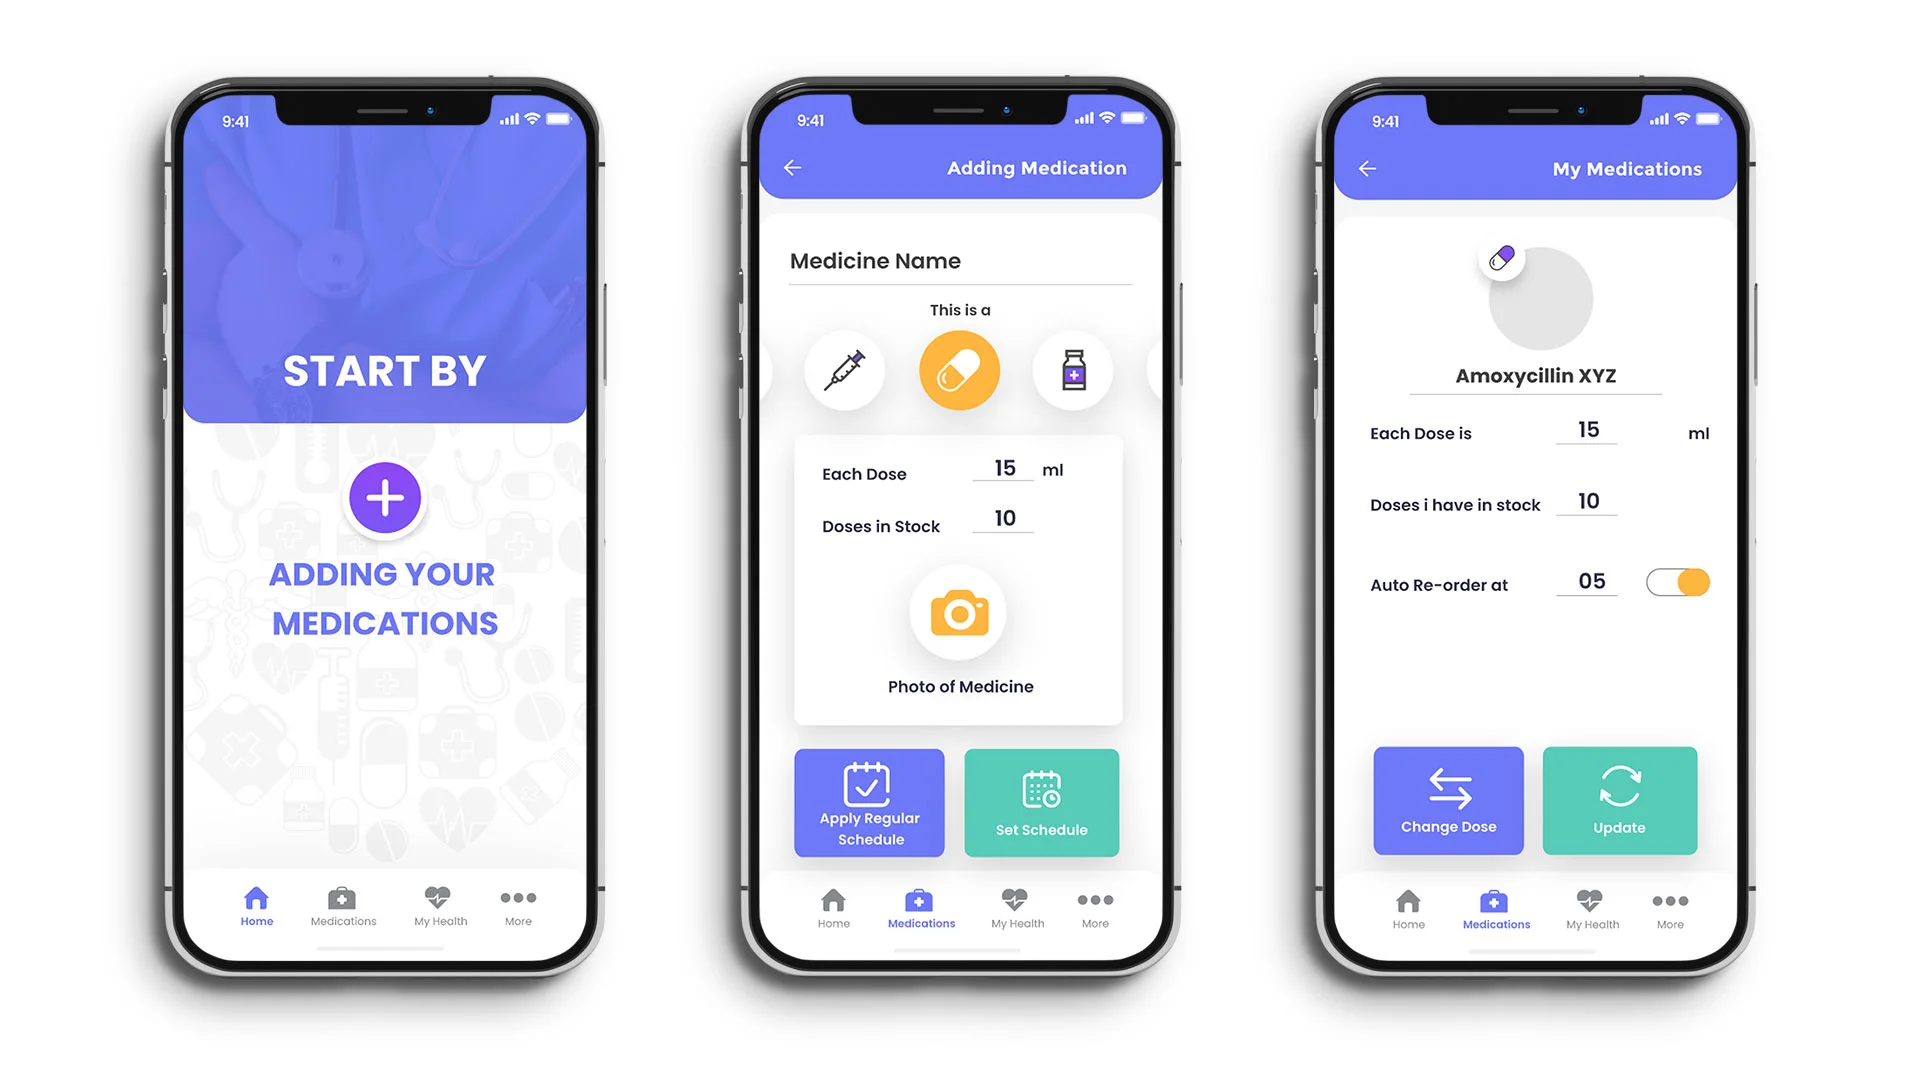 9:41
START BY
ADDING YOUR
MEDICATIONS
Home
Medications
My Health
More
9:41
Adding Medication
Medicine Name
This is a
Each Dose
15
ml
Doses in Stock
10
Photo of Medicine
Apply Regular
Schedule
Set Schedule
Home
Medications
My Health
More
9:41
My Medications
Amoxycillin XYZ
Each Dose is
15
ml
Doses i have in stock
10
Auto Re-order at
05
Change Dose
Update
Home
Medications
My Health
More